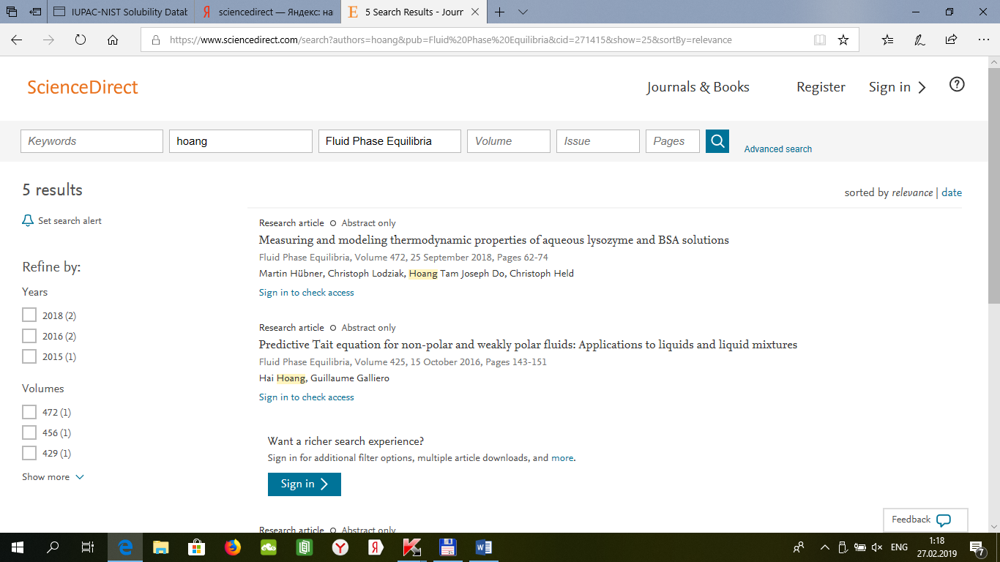 IUPAC-NIST Solubility Datab
sciencedirect — Яндекс: на
5 Search Results - Journ
https://www.sciencedirect.com/search?authors=hoang&pub=Fluid%20Phase%20Equilibria&cid=271415&show=25&sortBy=relevance
ScienceDirect
Journals & Books Register Sign in
Keywords hoang Fluid Phase Equilibria Volume Issue Pages Advanced search
5 results
sorted by relevance | date
Set search alert
Refine by:
Years
2018 (2)
2016 (2)
2015 (1)
Volumes
472 (1)
456 (1)
429 (1)
Show more
Research article Abstract only
Measuring and modeling thermodynamic properties of aqueous lysozyme and BSA solutions
Fluid Phase Equilibria, Volume 472, 25 September 2018, Pages 62-74
Martin Hübner, Christoph Lodziak, Hoang Tam Joseph Do, Christoph Held
Sign in to check access
Research article Abstract only
Predictive Tait equation for non-polar and weakly polar fluids: Applications to liquids and liquid mixtures
Fluid Phase Equilibria, Volume 425, 15 October 2016, Pages 143-151
Hai Hoang, Guillaume Galliero
Sign in to check access
Want a richer search experience?
Sign in for additional filter options, multiple article downloads, and more.
Sign in
Research article Abstract only
Feedback
ENG
1:18
27.02.2019
7